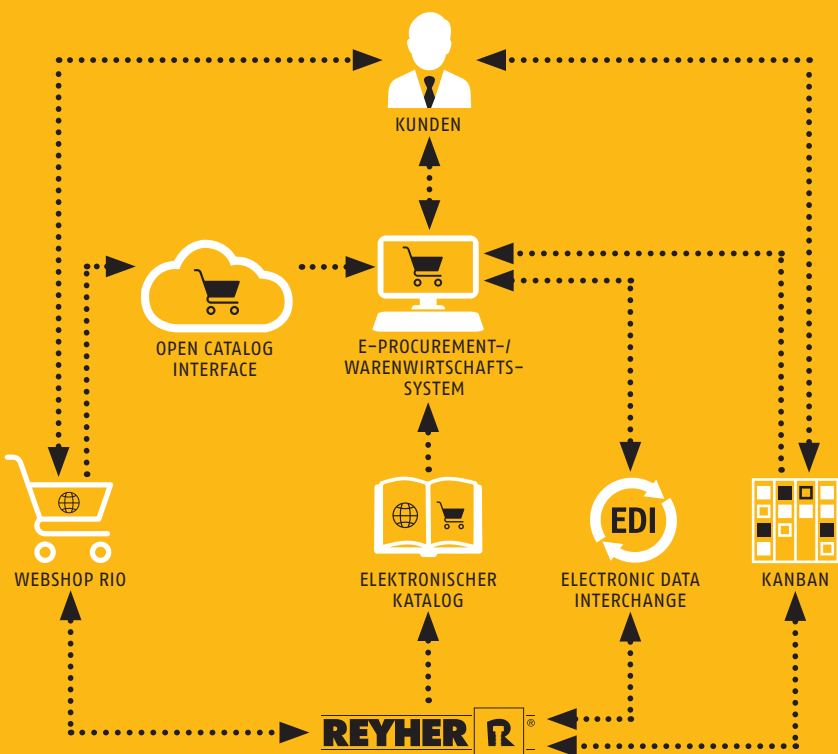 KUNDEN
OPEN CATALOG
INTERFACE
E-PROCUREMENT-/
WARENWIRTSCHAFTS-
SYSTEM
EDI
WEBSHOP RIO
ELEKTRONISCHER
KATALOG
ELECTRONIC DATA
INTERCHANGE
KANBAN
REYHER R ®